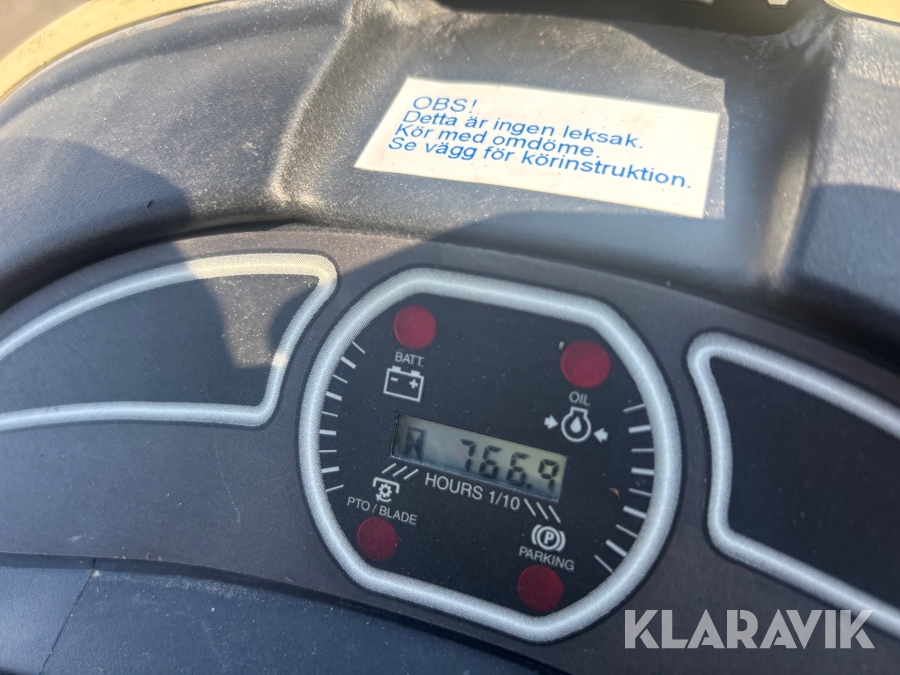 OBS!
Detta är ingen leksak.
Kör med omdöme.
Se vägg för körinstruktion.
BATT.
OIL
766.9
HOURS 1/10
PTO / BLADE
P
PARKING
KLARAVIK